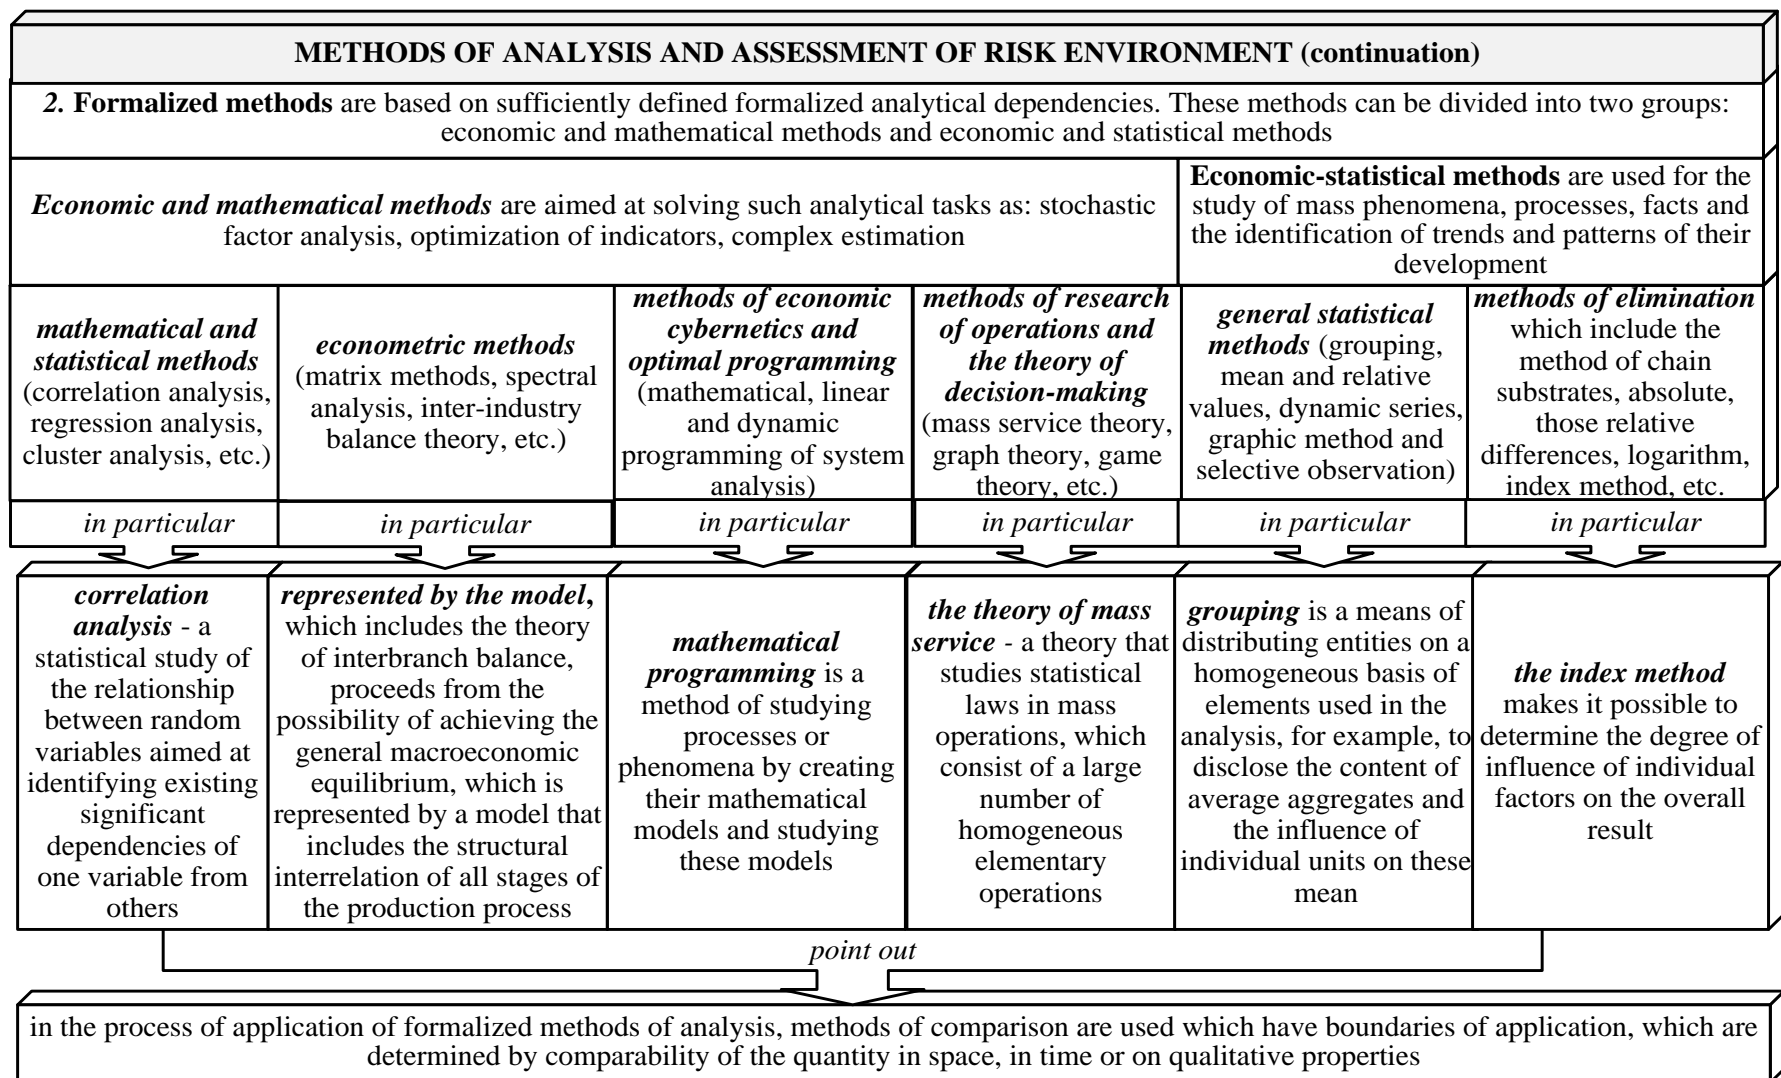 METHODS OF ANALYSIS AND ASSESSMENT OF RISK ENVIRONMENT (continuation)
2. Formalized methods are based on sufficiently defined formalized analytical dependencies. These methods can be divided into two groups:
economic and mathematical methods and economic and statistical methods
Economic and mathematical methods are aimed at solving such analytical tasks as: stochastic
factor analysis, optimization of indicators, complex estimation
Economic-statistical methods are used for the
study of mass phenomena, processes, facts and
the identification of trends and patterns of their
development
mathematical and
statistical methods
(correlation analysis,
regression analysis,
cluster analysis, etc.)
econometric methods
(matrix methods, spectral
analysis, inter-industry
balance theory, etc.)
methods of economic
cybernetics and
optimal programming
(mathematical, linear
and dynamic
programming of system
analysis)
methods of research
of operations and
the theory of
decision-making
(mass service theory,
graph theory, game
theory, etc.)
general statistical
methods (grouping,
mean and relative
values, dynamic series,
graphic method and
selective observation)
methods of elimination
which include the
method of chain
substrates, absolute,
those relative
differences, logarithm,
index method, etc.
in particular
in particular
in particular
in particular
in particular
in particular
correlation
analysis - a
statistical study of
the relationship
between random
variables aimed at
identifying existing
significant
dependencies of
one variable from
others
represented by the model,
which includes the theory
of interbranch balance,
proceeds from the
possibility of achieving the
general macroeconomic
equilibrium, which is
represented by a model that
includes the structural
interrelation of all stages of
the production process
mathematical
programming is a
method of studying
processes or
phenomena by creating
their mathematical
models and studying
these models
the theory of mass
service - a theory that
studies statistical
laws in mass
operations, which
consist of a large
number of
homogeneous
elementary
operations
grouping is a means of
distributing entities on a
homogeneous basis of
elements used in the
analysis, for example, to
disclose the content of
average aggregates and
the influence of
individual units on these
mean
the index method
makes it possible to
determine the degree of
influence of individual
factors on the overall
result
point out
in the process of application of formalized methods of analysis, methods of comparison are used which have boundaries of application, which are
determined by comparability of the quantity in space, in time or on qualitative properties